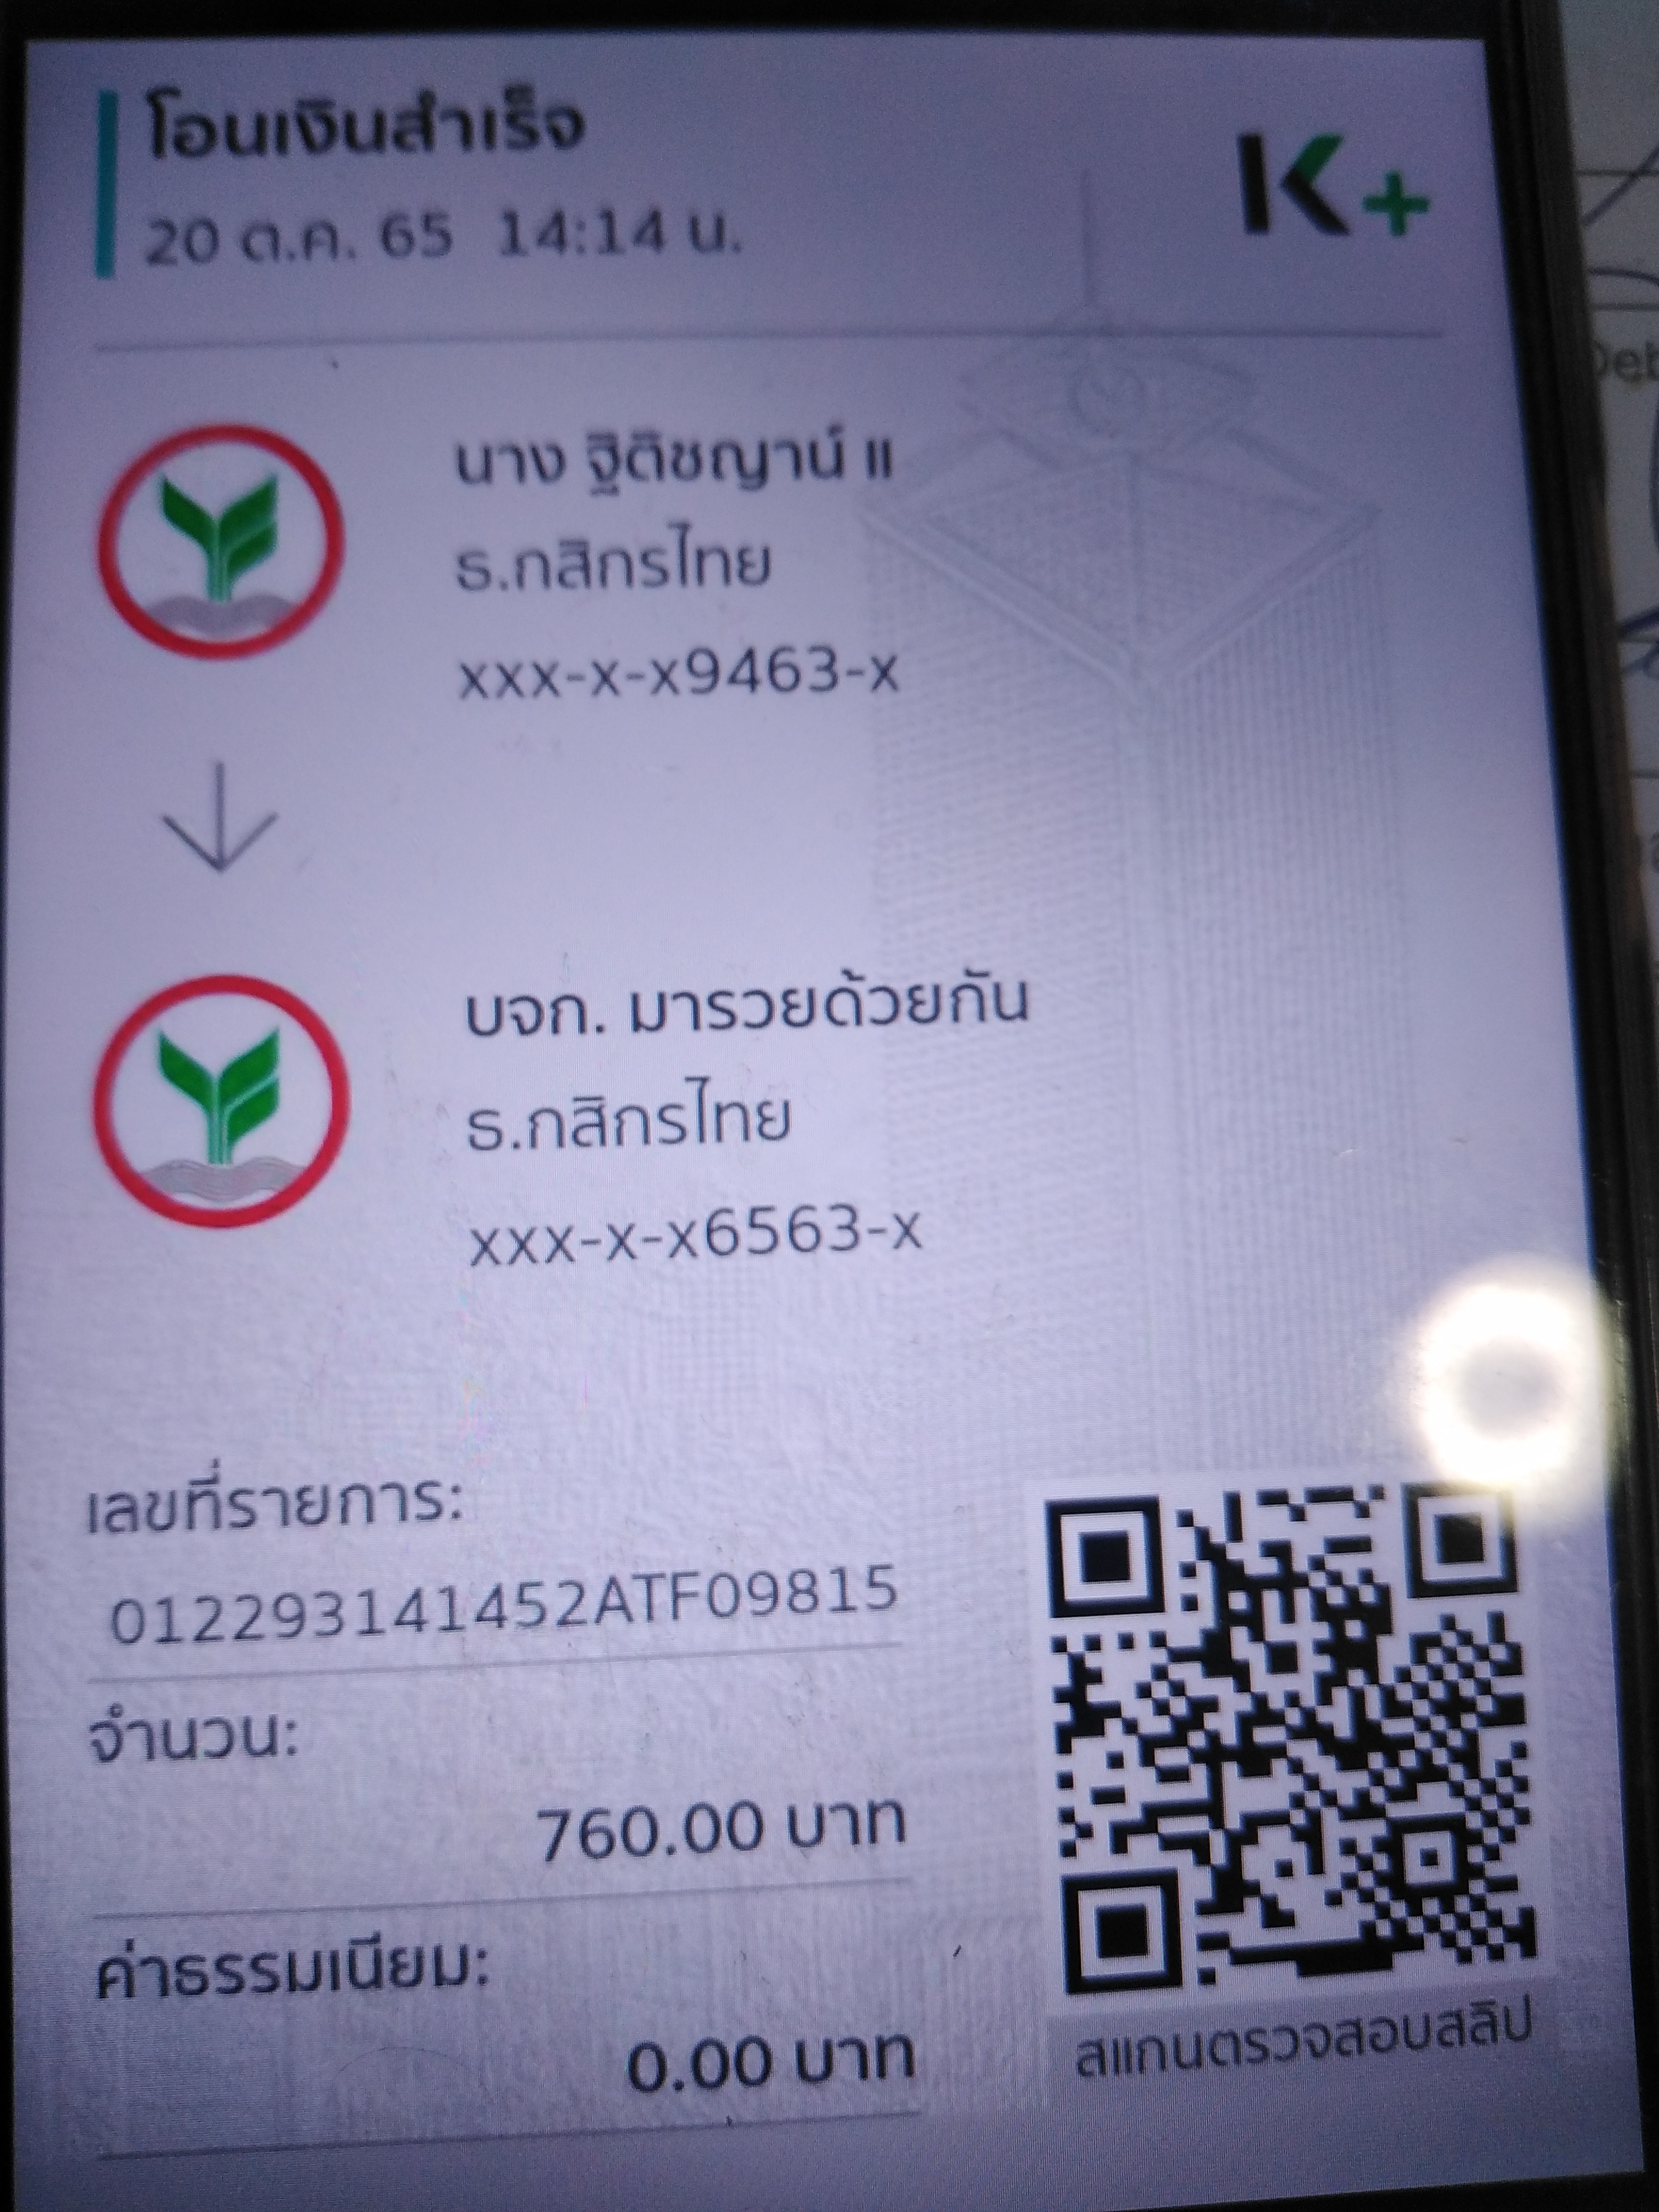 โอนเงินสำเร็จ
20 ต.ค. 65  14:14 น.
K+
นาง ฐิติชญาน์ แ
ธ.กสิกรไทย
xxx-x-x9463-x
บจก. มารวยด้วยกัน
ธ.กสิกรไทย
xxx-x-x6563-x
เลขที่รายการ:
012293141452ATF09815
จำนวน:
760.00 บาท
ค่าธรรมเนียม:
0.00 บาท
สแกนตรวจสอบสลิป